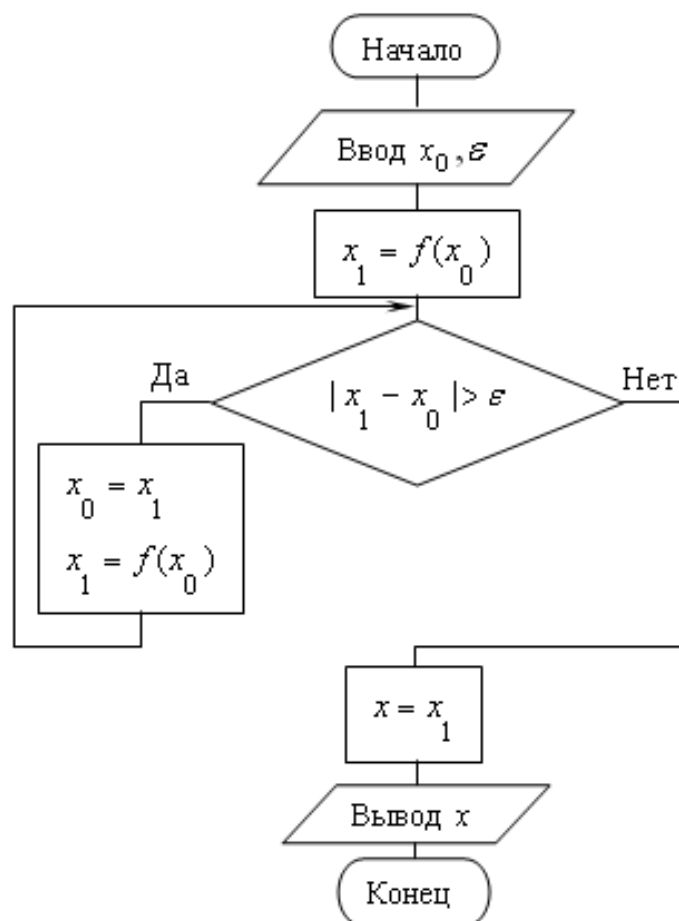 Начало
Ввод x₀, ε
x₁ = f(x₀)
Да
| x₁ − x₀ | > ε
Нет
x₀ = x₁
x₁ = f(x₀)
x = x₁
Вывод x
Конец